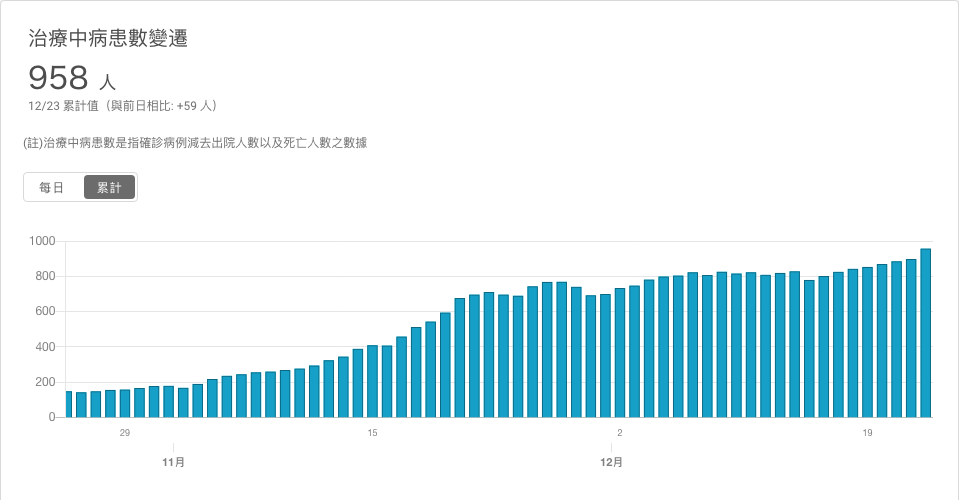 治療中病患數變遷
958 人
12/23 累計值（與前日相比: +59 人）
(註)治療中病患數是指確診病例減去出院人數以及死亡人數之數據
每日 累計
1000
800
600
400
200
0
29 15 2 19
11月 12月